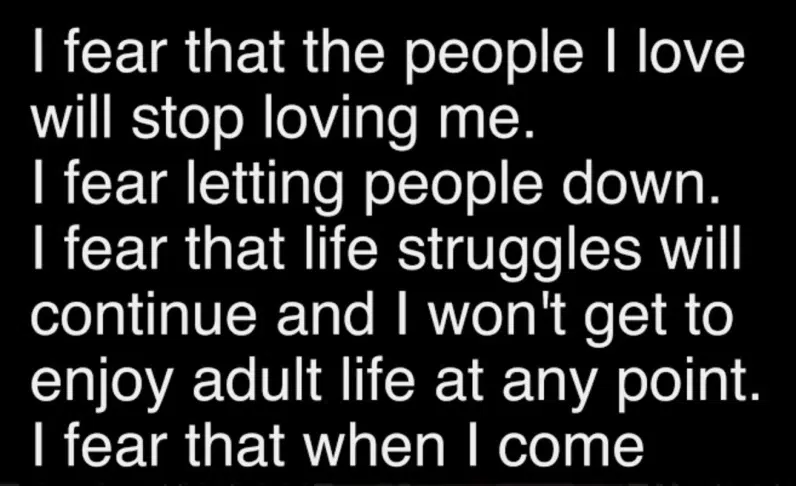 I fear that the people I love
will stop loving me.
I fear letting people down.
I fear that life struggles will
continue and I won't get to
enjoy adult life at any point.
I fear that when I come